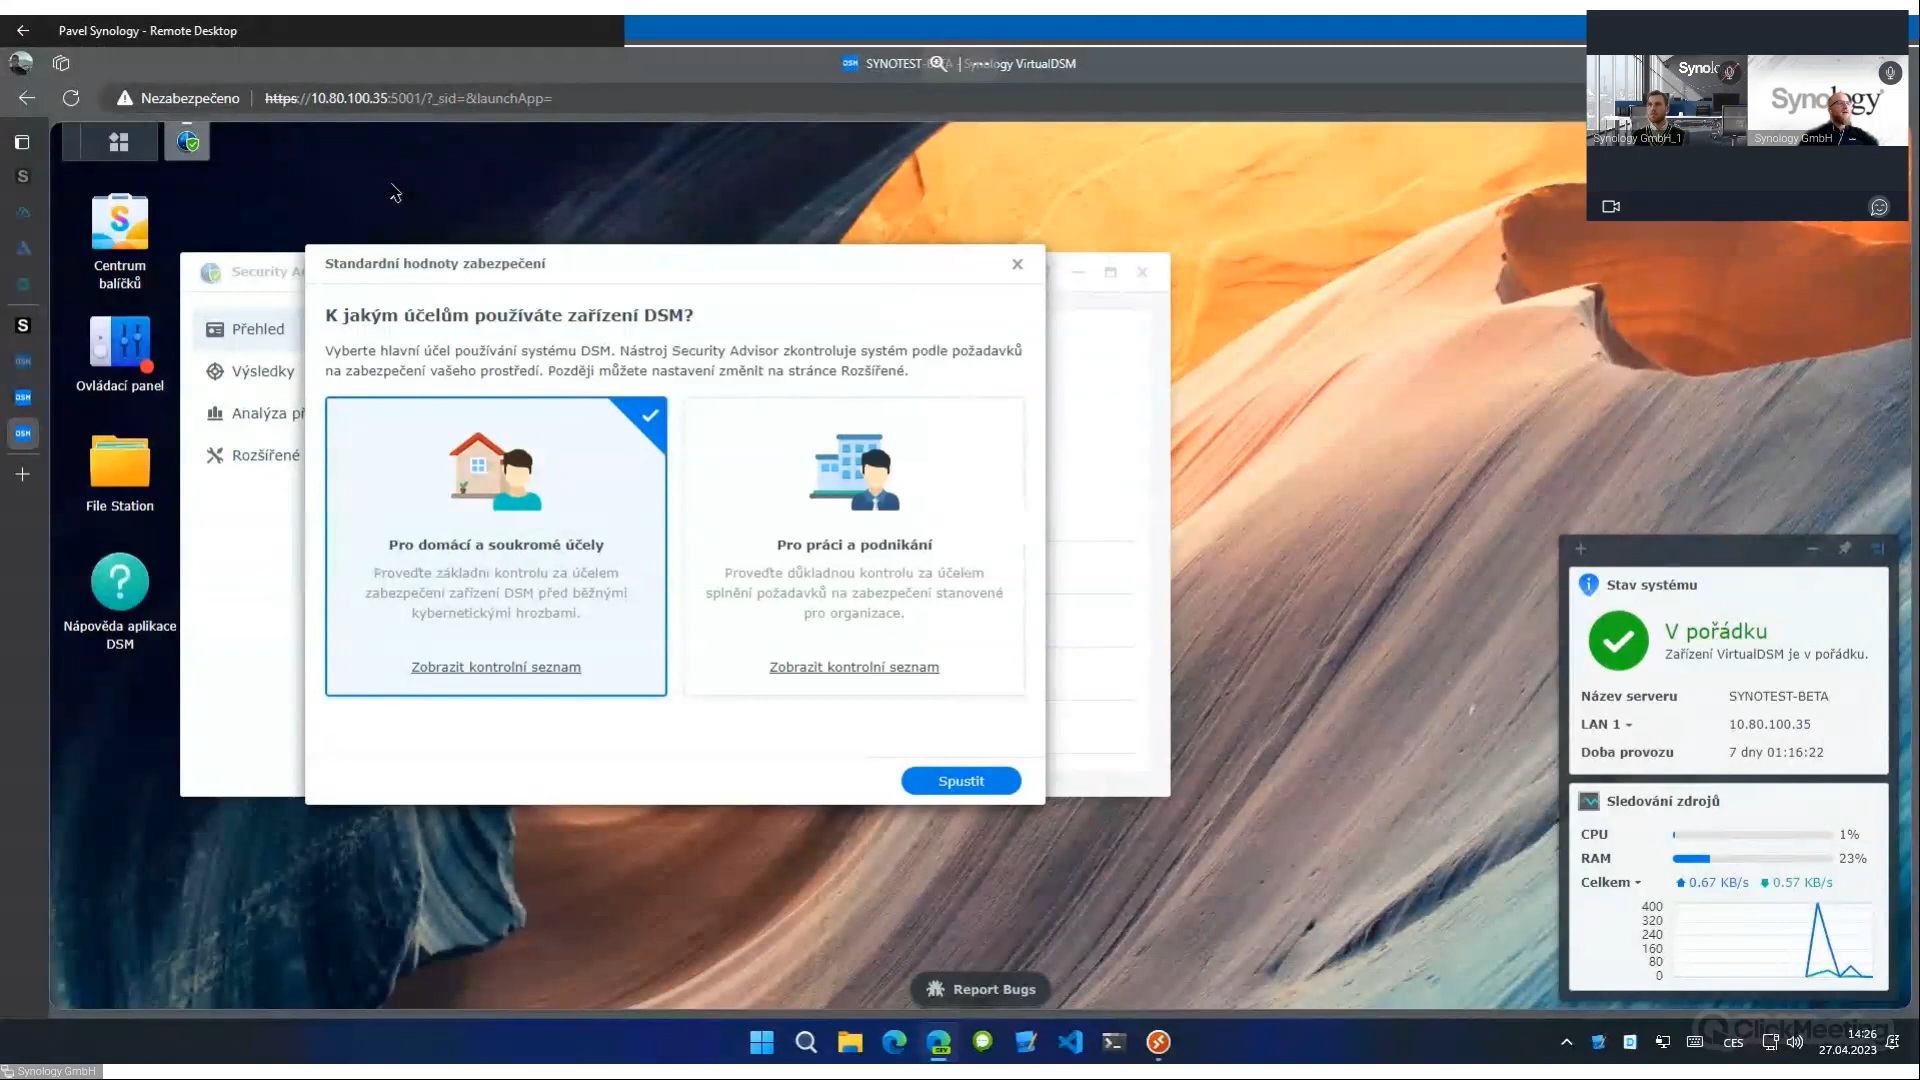 Pavel Synology - Remote Desktop
SYNOTEST-BETA - Synology VirtualDSM
Nezabezpečeno
https://10.80.100.35:5001/?_sid=&launchApp=
Synology
Synology GmbH_1
Synology GmbH
Centrum
balíčků
Ovládací panel
File Station
Nápověda aplikace
DSM
Security A
Přehled
Výsledky
Analýza př
Rozšířené
Standardní hodnoty zabezpečení
K jakým účelům používáte zařízení DSM?
Vyberte hlavní účel používání systému DSM. Nástroj Security Advisor zkontroluje systém podle požadavků
na zabezpečení vašeho prostředí. Později můžete nastavení změnit na stránce Rozšířené.
Pro domácí a soukromé účely
Proveďte základní kontrolu za účelem
zabezpečení zařízení DSM před běžnými
kybernetickými hrozbami.
Zobrazit kontrolní seznam
Pro práci a podnikání
Proveďte důkladnou kontrolu za účelem
splnění požadavků na zabezpečení stanovené
pro organizace.
Zobrazit kontrolní seznam
Spustit
Stav systému
V pořádku
Zařízení VirtualDSM je v pořádku.
Název serveru SYNOTEST-BETA
LAN 1 10.80.100.35
Doba provozu 7 dny 01:16:22
Sledování zdrojů
CPU 1%
RAM 23%
Celkem 0.67 KB/s 0.57 KB/s
400
320
240
160
80
0
Report Bugs
ClickMeeting
CES
14:26
27.04.2023
Synology GmbH